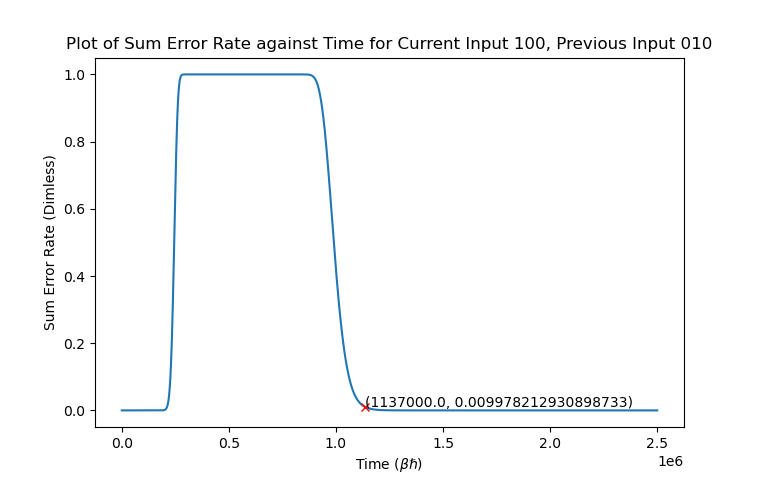 Plot of Sum Error Rate against Time for Current Input 100, Previous Input 010
Sum Error Rate (Dimless)
1.0
0.8
0.6
0.4
0.2
0.0
(1137000.0, 0.009978212930898733)
0.0 0.5 1.0 1.5 2.0 2.5
1e6
Time (βℏ)